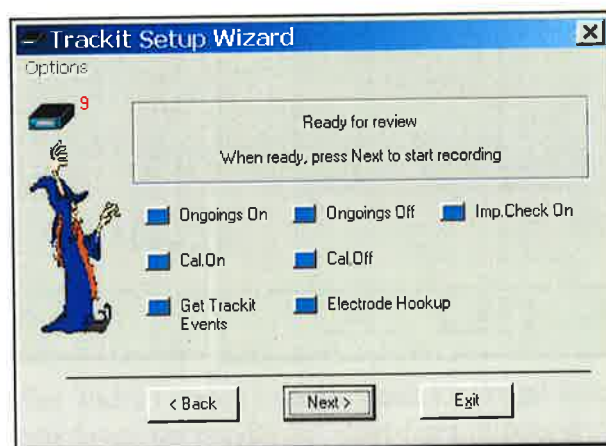 Trackit Setup Wizard
Options
9
Ready for review
When ready, press Next to start recording
Ongoings On
Ongoings Off
Imp.Check On
Cal.On
Cal.Off
Get Trackit
Events
Electrode Hookup
< Back
Next >
Exit